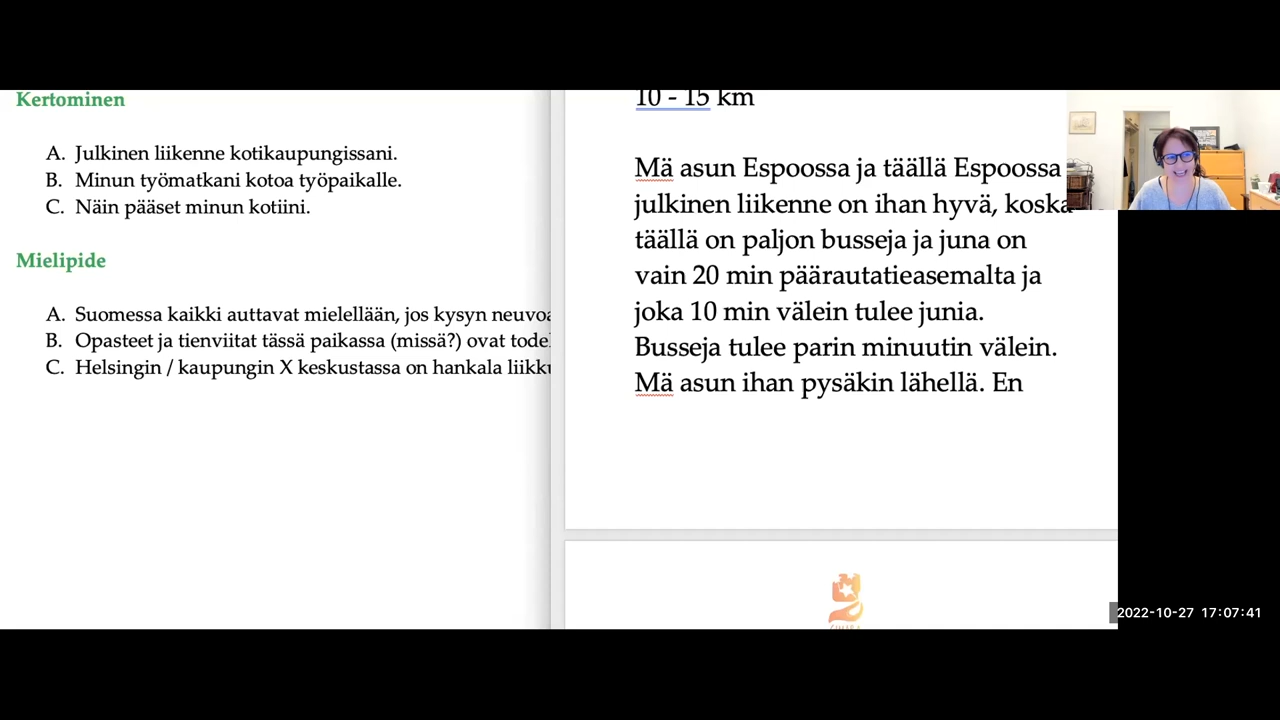 Kertominen
A. Julkinen liikenne kotikaupungissani.
B. Minun työmatkani kotoa työpaikalle.
C. Näin pääset minun kotiini.
Mielipide
A. Suomessa kaikki auttavat mielellään, jos kysyn neuvoa
B. Opasteet ja tienviitat tässä paikassa (missä?) ovat
C. Helsingin / kaupungin X keskustassa on hankala
10 - 15 km
Mä asun Espoossa ja täällä Espoossa
julkinen liikenne on ihan hyvä, koska
täällä on paljon busseja ja juna on
vain 20 min päärautatieasemalta ja
joka 10 min välein tulee junia.
Busseja tulee parin minuutin välein.
Mä asun ihan pysäkin lähellä. En
2022-10-27 17:07:41